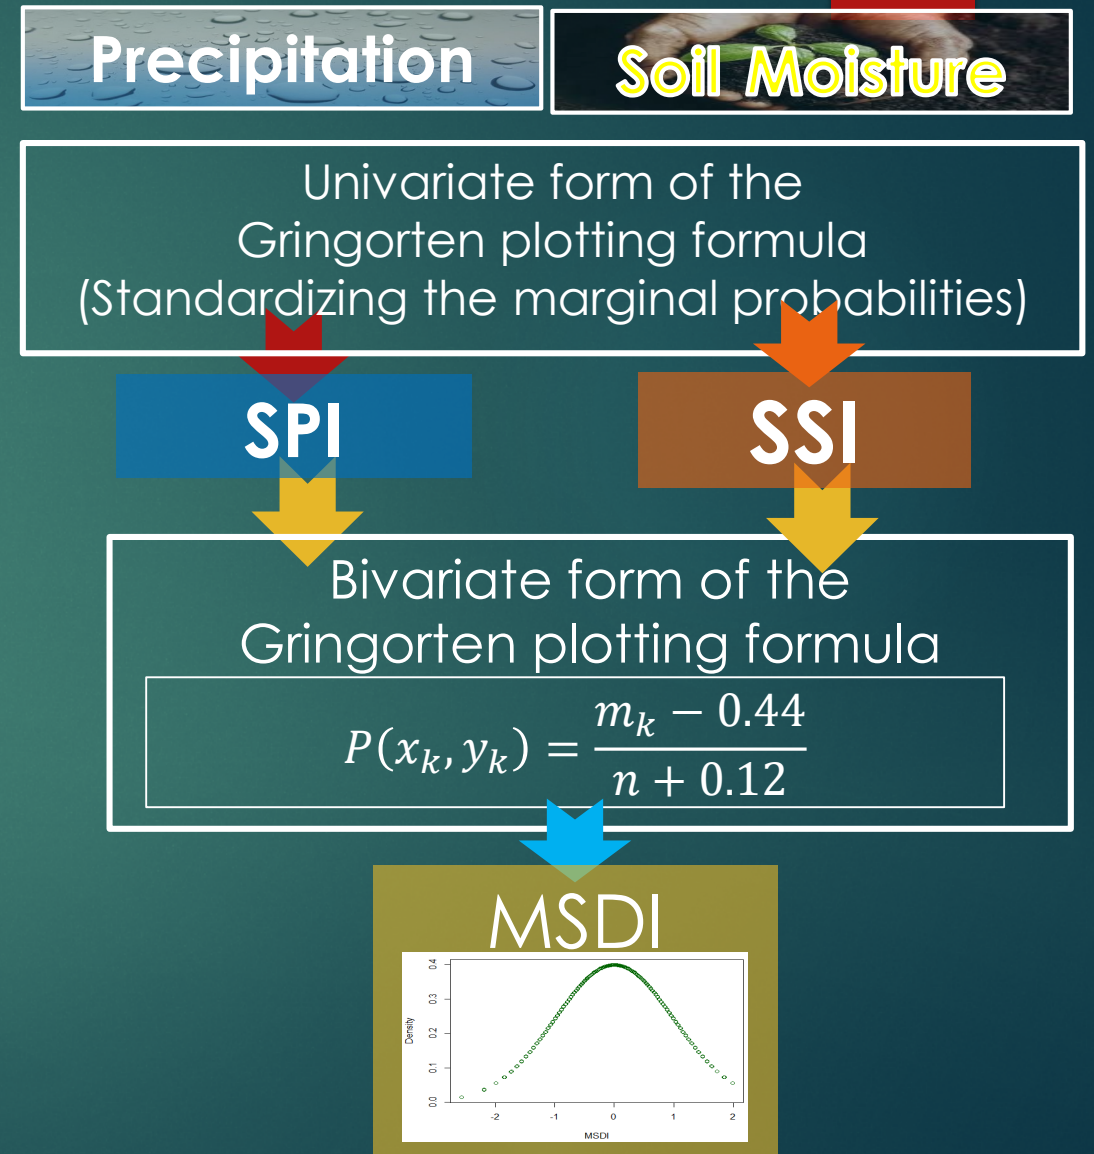 Precipitation
Soil Moisture
Univariate form of the
Gringorten plotting formula
(Standardizing the marginal probabilities)
SPI
SSI
Bivariate form of the
Gringorten plotting formula
P(x_k, y_k) = \frac{m_k − 0.44}{n + 0.12}
MSDI
0.4
0.3
0.2
0.1
0.0
Density
-2 -1 0 1 2
MSDI